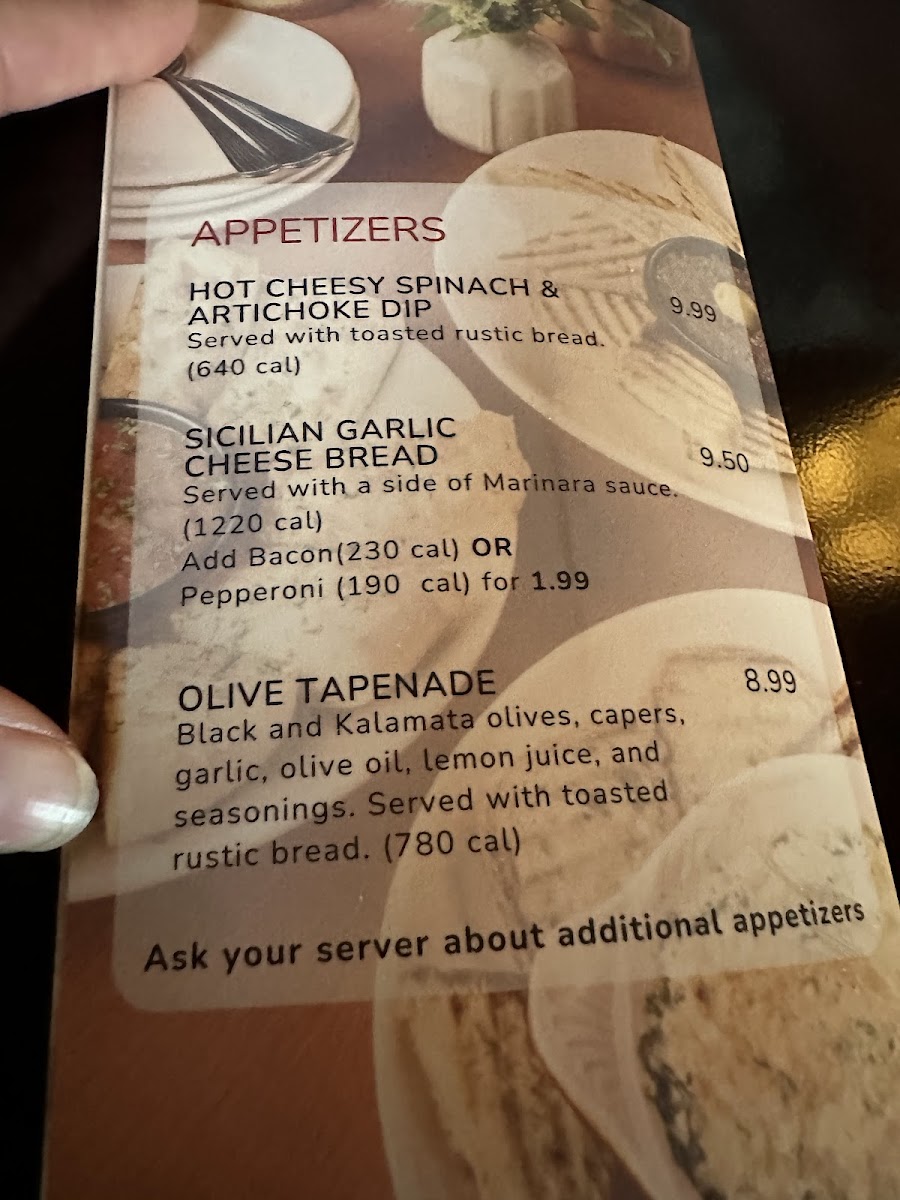 APPETIZERS
HOT CHEESY SPINACH &
ARTICHOKE DIP 9.99
Served with toasted rustic bread.
(640 cal)
SICILIAN GARLIC
CHEESE BREAD 9.50
Served with a side of Marinara sauce.
(1220 cal)
Add Bacon(230 cal) OR
Pepperoni (190 cal) for 1.99
OLIVE TAPENADE 8.99
Black and Kalamata olives, capers,
garlic, olive oil, lemon juice, and
seasonings. Served with toasted
rustic bread. (780 cal)
Ask your server about additional appetizers